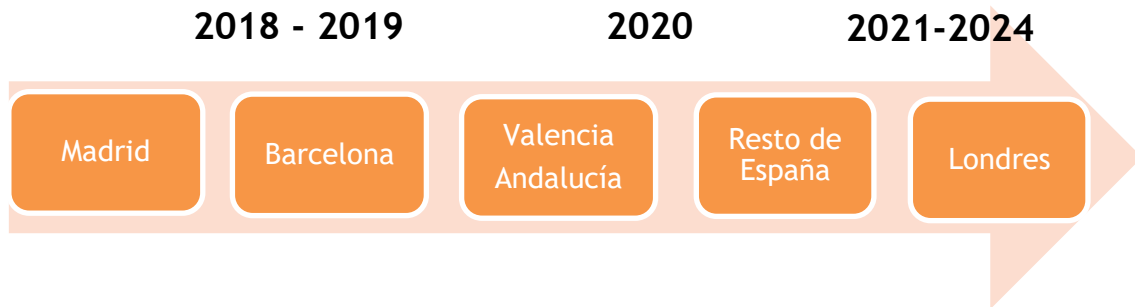 2018 - 2019
2020
2021-2024
Madrid
Barcelona
Valencia
Andalucía
Resto de
España
Londres